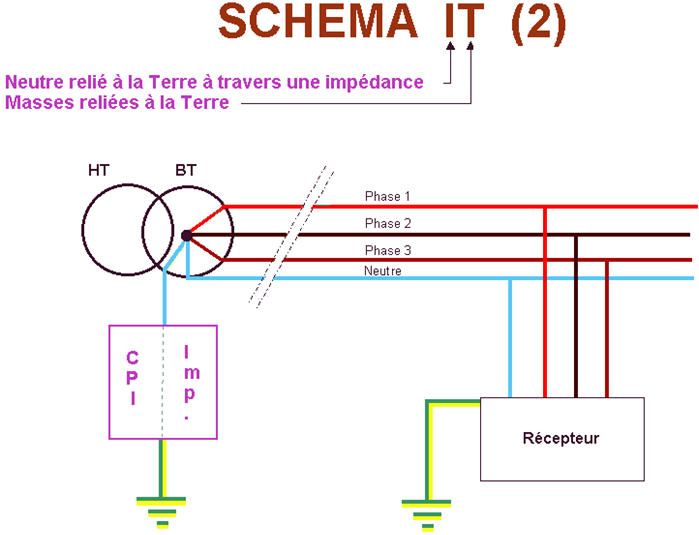 SCHEMA IT (2)
Neutre relié à la Terre à travers une impédance
Masses reliées à la Terre
HT
BT
Phase 1
Phase 2
Phase 3
Neutre
CPI
Imp.
Récepteur